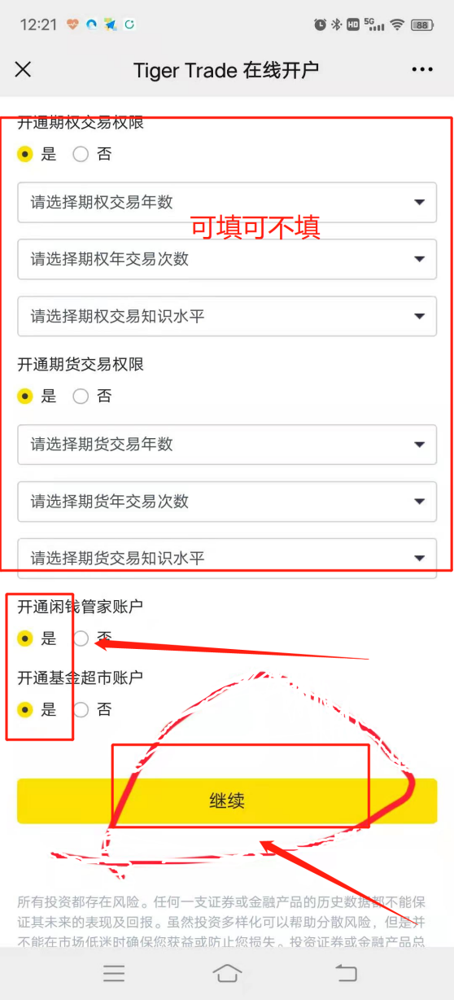 12:21 HD 5G 88
Tiger Trade 在线开户
开通期权交易权限
是 否
请选择期权交易年数
可填可不填
请选择期权年交易次数
请选择期权交易知识水平
开通期货交易权限
是 否
请选择期货交易年数
请选择期货年交易次数
请选择期货交易知识水平
开通闲钱管家账户
是 否
开通基金超市账户
是 否
继续
所有投资都存在风险。任何一支证券或金融产品的历史数据都不能保
证其未来的表现及回报。虽然投资多样化可以帮助分散风险，但是并
不能在市场低迷时确保您获益或防止您损失。投资证券或金融产品总